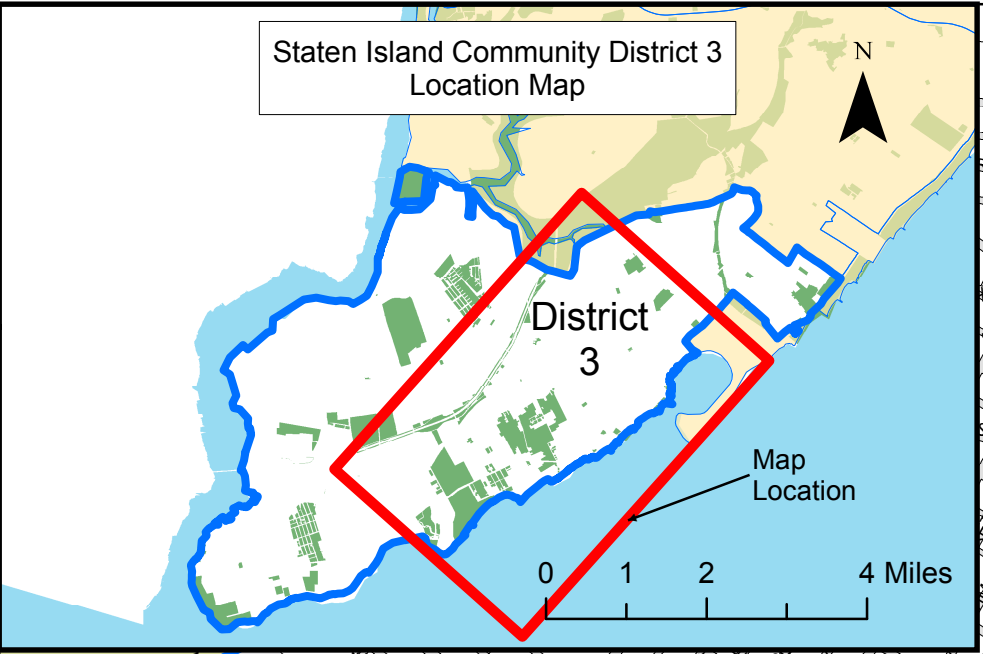 Staten Island Community District 3
Location Map
N
District
3
Map
Location
0 1 2 4 Miles